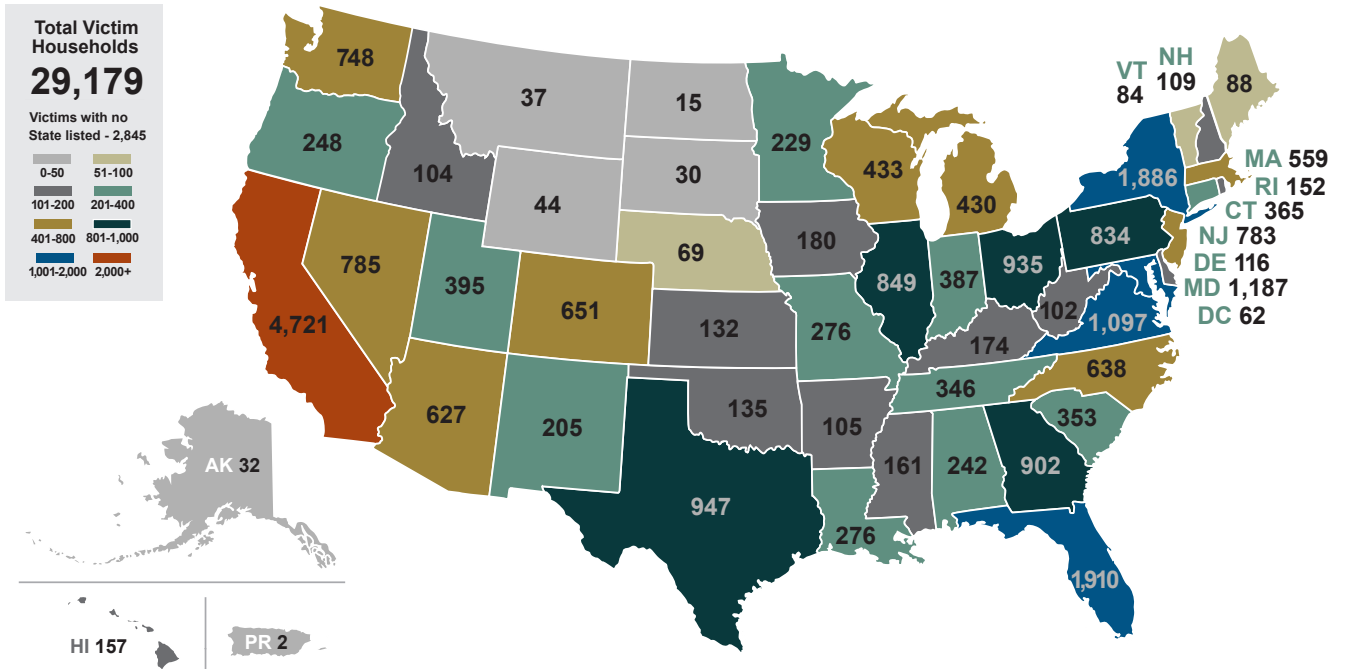 Total Victim
Households
29,179
Victims with no
State listed - 2,845
0-50 51-100
101-200 201-400
401-800 801-1,000
1,001-2,000 2,000+
748
37
15
229
248
104
44
30
433
430
VT
84
NH
109
88
1,886
MA 559
RI 152
CT 365
NJ 783
DE 116
MD 1,187
DC 62
785
395
651
69
180
849
387
935
834
102
1,097
4,721
132
276
174
638
627
205
135
105
346
353
947
276
161
242
902
1,910
AK 32
HI 157
PR 2